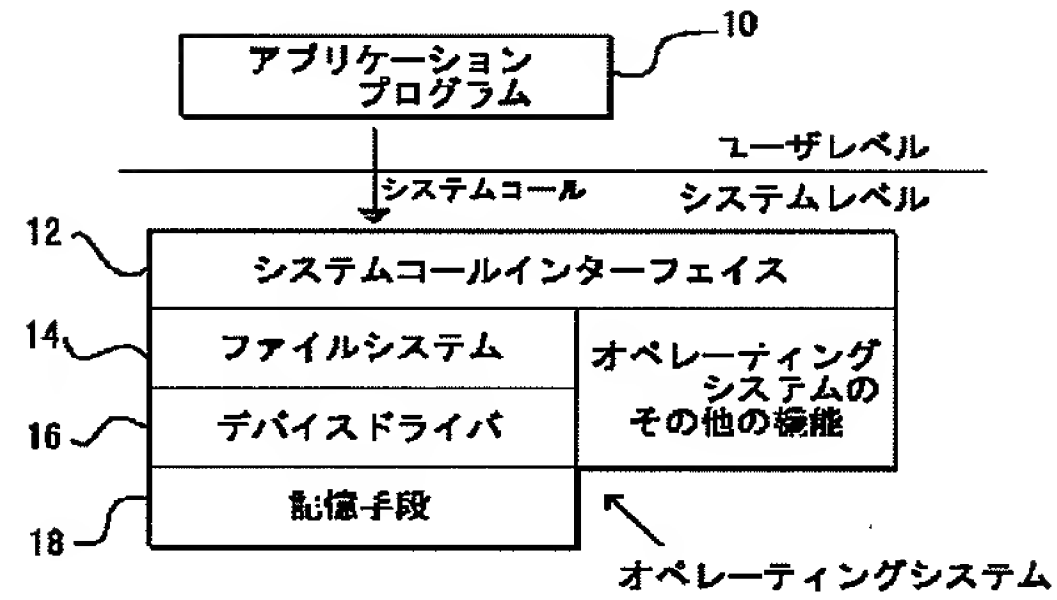 10
アプリケーション
プログラム
ユーザレベル
システムコール
システムレベル
12
システムコールインターフェイス
14
ファイルシステム
オペレーティング
システムの
その他の機能
16
デバイスドライバ
18
記憶手段
オペレーティングシステム